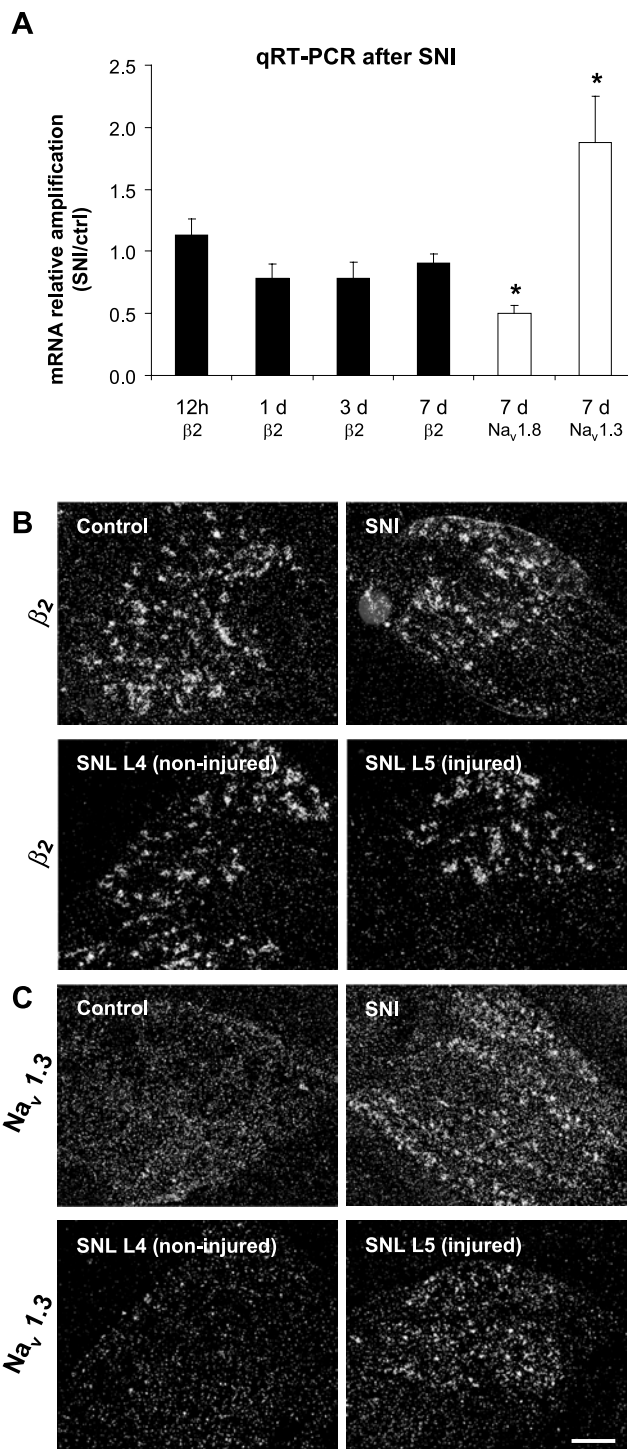 A
qRT-PCR after SNI
mRNA relative amplification
(SNI/ctrl)
2.5
2.0
1.5
1.0
0.5
0.0
*
*
12h 1 d 3 d 7 d 7 d 7 d
β2 β2 β2 β2 Nav1.8 Nav1.3
B
β2
Control
SNI
β2
SNL L4 (non-injured)
SNL L5 (injured)
C
Nav 1.3
Control
SNI
Nav 1.3
SNL L4 (non-injured)
SNL L5 (injured)